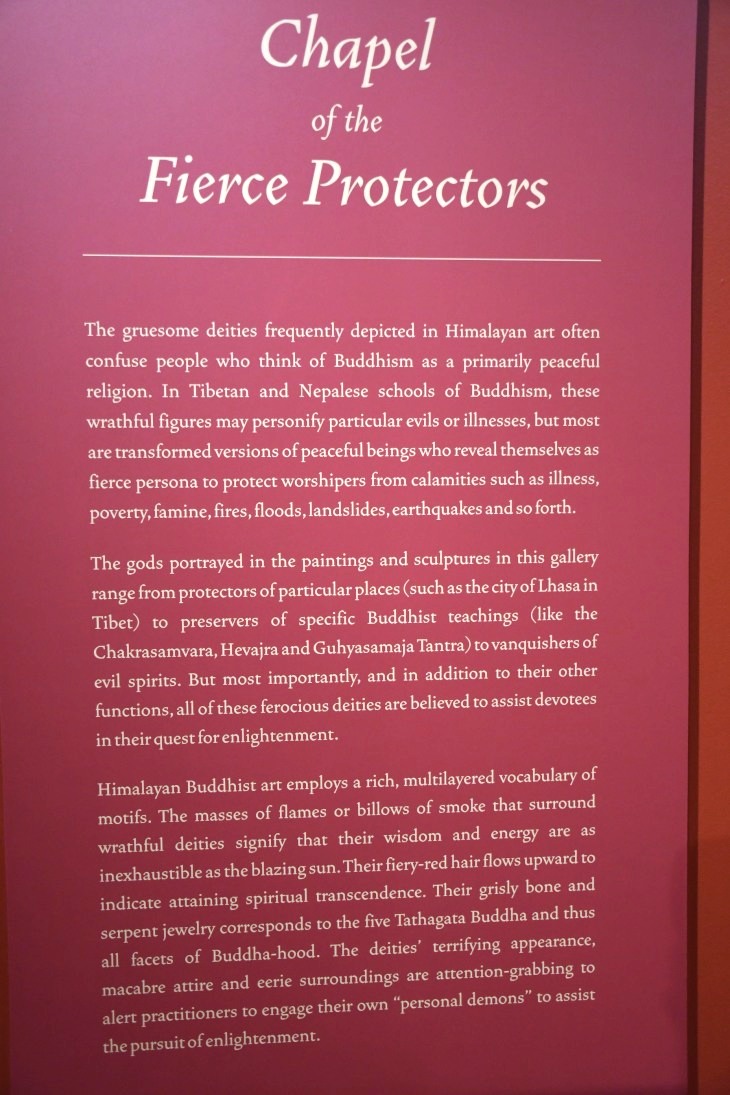 Chapel
of the
Fierce Protectors
The gruesome deities frequently depicted in Himalayan art often
confuse people who think of Buddhism as a primarily peaceful
religion. In Tibetan and Nepalese schools of Buddhism, these
wrathful figures may personify particular evils or illnesses, but most
are transformed versions of peaceful beings who reveal themselves as
fierce persona to protect worshipers from calamities such as illness,
poverty, famine, fires, floods, landslides, earthquakes and so forth.
The gods portrayed in the paintings and sculptures in this gallery
range from protectors of particular places (such as the city of Lhasa in
Tibet) to preservers of specific Buddhist teachings (like the
Chakrasamvara, Hevajra and Guhyasamaja Tantra) to vanquishers of
evil spirits. But most importantly, and in addition to their other
functions, all of these ferocious deities are believed to assist devotees
in their quest for enlightenment.
Himalayan Buddhist art employs a rich, multilayered vocabulary of
motifs. The masses of flames or billows of smoke that surround
wrathful deities signify that their wisdom and energy are as
inexhaustible as the blazing sun. Their fiery-red hair flows upward to
indicate attaining spiritual transcendence. Their grisly bone and
serpent jewelry corresponds to the five Tathagata Buddha and thus
all facets of Buddha-hood. The deities’ terrifying appearance,
macabre attire and eerie surroundings are attention-grabbing to
alert practitioners to engage their own “personal demons” to assist
the pursuit of enlightenment.